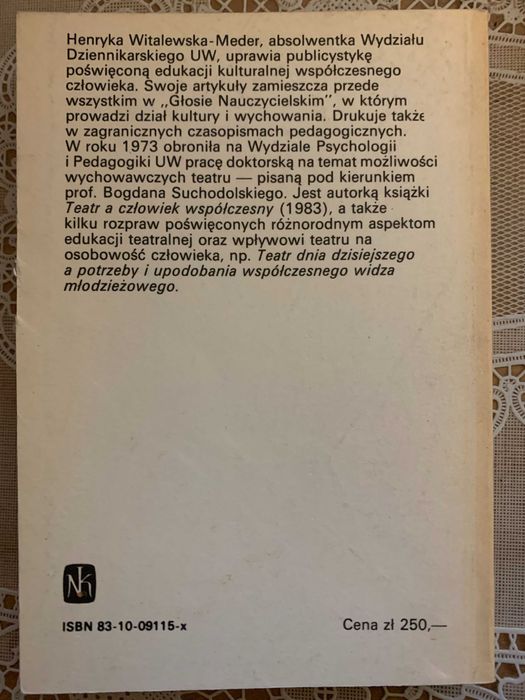 Henryka Witalewska-Meder, absolwentka Wydziału
Dziennikarskiego UW, uprawia publicystykę
poświęconą edukacji kulturalnej współczesnego
człowieka. Swoje artykuły zamieszcza przede
wszystkim w „Głosie Nauczycielskim", w którym
prowadzi dział kultury i wychowania. Drukuje także
w zagranicznych czasopismach pedagogicznych.
W roku 1973 obroniła na Wydziale Psychologii
i Pedagogiki UW pracę doktorską na temat możliwości
wychowawczych teatru — pisaną pod kierunkiem
prof. Bogdana Suchodolskiego. Jest autorką książki
Teatr a człowiek współczesny (1983), a także
kilku rozpraw poświęconych różnorodnym aspektom
edukacji teatralnej oraz wpływowi teatru na
osobowość człowieka, np. Teatr dnia dzisiejszego
a potrzeby i upodobania współczesnego widza
młodzieżowego.
NK
ISBN 83-10-09115-x
Cena zł 250,—